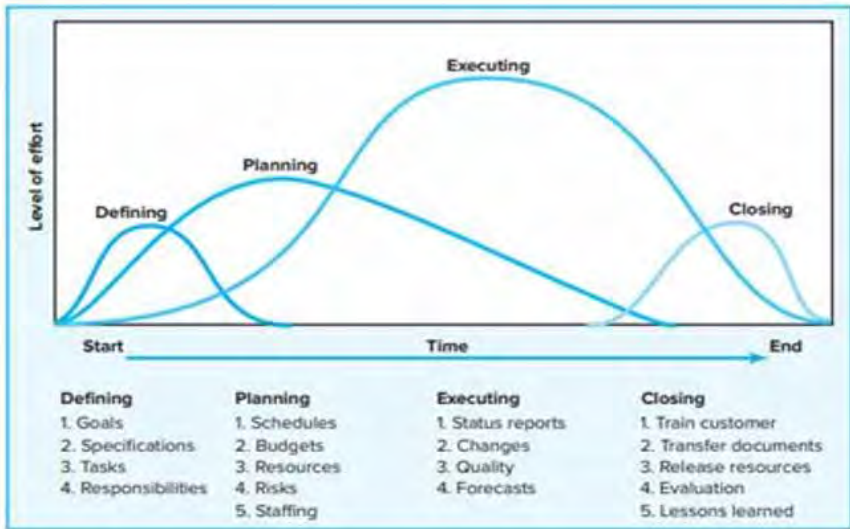 Executing
Planning
Defining
Closing
Level of effort
Start
Time
End
Defining
1. Goals
2. Specifications
3. Tasks
4. Responsibilities
Planning
1. Schedules
2. Budgets
3. Resources
4. Risks
5. Staffing
Executing
1. Status reports
2. Changes
3. Quality
4. Forecasts
Closing
1. Train customer
2. Transfer documents
3. Release resources
4. Evaluation
5. Lessons learned